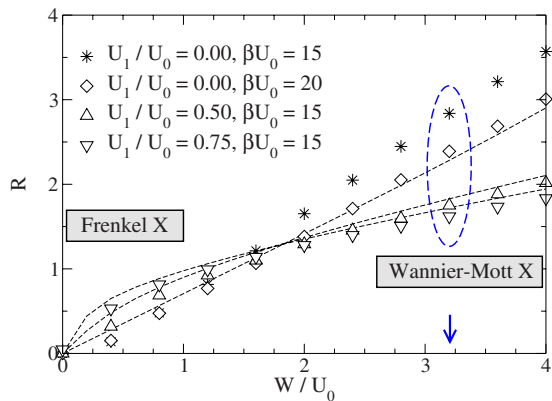 4
3
2
1
0
R
U₁ / U₀ = 0.00, βU₀ = 15
U₁ / U₀ = 0.00, βU₀ = 20
U₁ / U₀ = 0.50, βU₀ = 15
U₁ / U₀ = 0.75, βU₀ = 15
Frenkel X
Wannier-Mott X
0 1 2 3 4
W / U₀